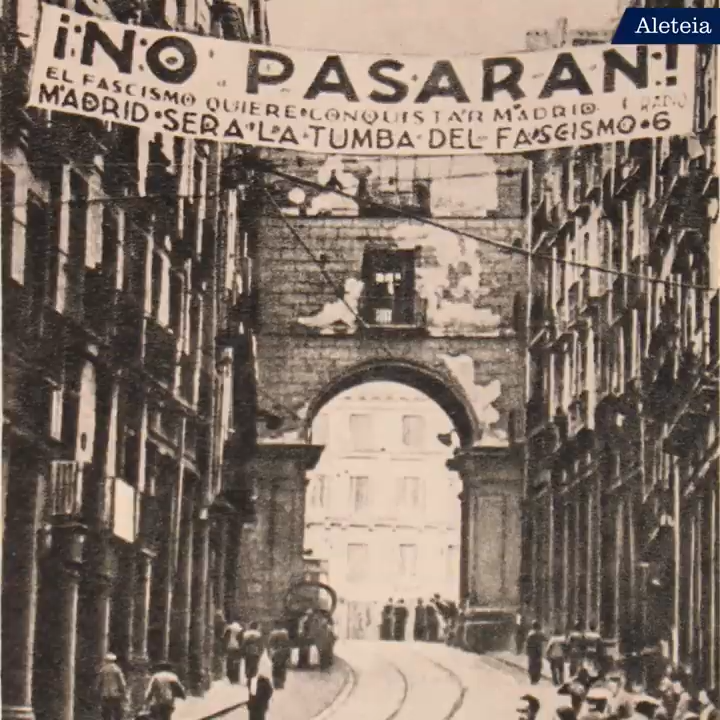 Aleteia
¡NO PASARAN!
EL FASCISMO QUIERE CONQUISTAR MADRID
MADRID SERA LA TUMBA DEL FASCISMO